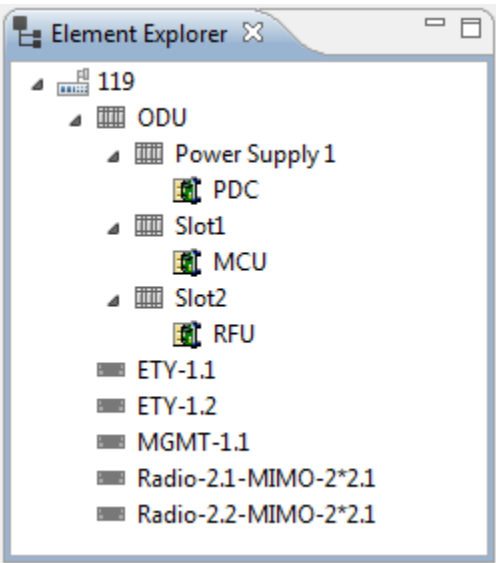 Element Explorer
119
ODU
Power Supply 1
PDC
Slot1
MCU
Slot2
RFU
ETY-1.1
ETY-1.2
MGMT-1.1
Radio-2.1-MIMO-2*2.1
Radio-2.2-MIMO-2*2.1